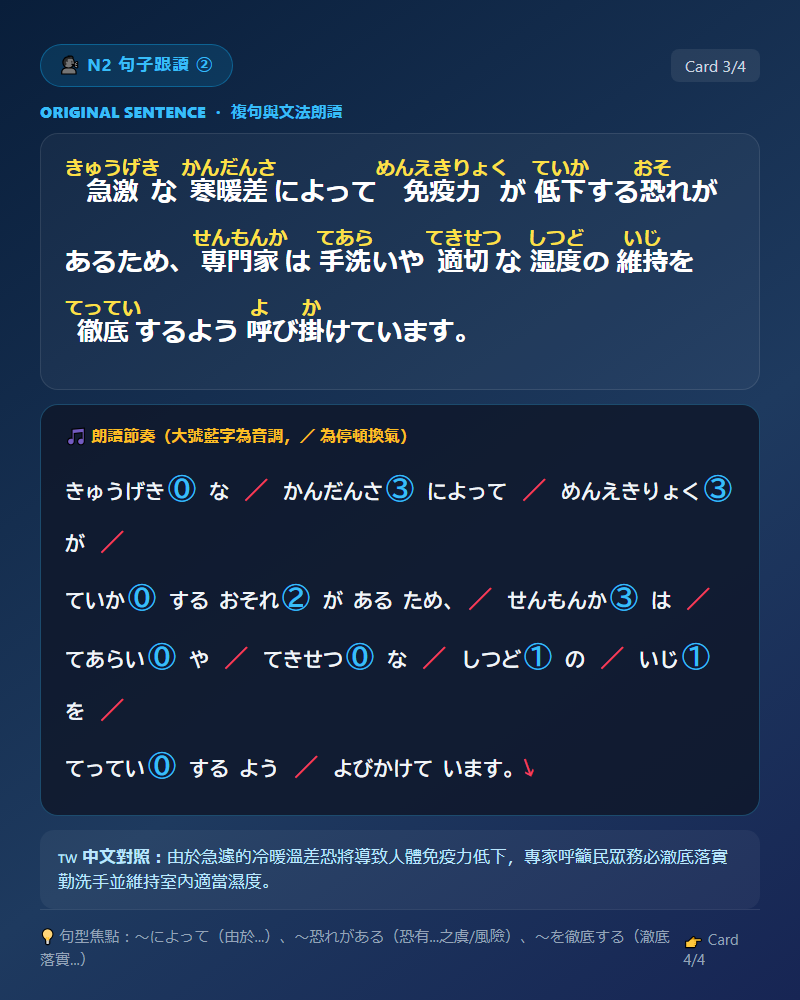 🗣 N2 句子跟讀 ②
Card 3/4
ORIGINAL SENTENCE · 複句與文法朗讀
きゅうげき かんだんさ めんえきりょく ていか おそ
急激 な 寒暖差 によって 免疫力 が 低下 する恐れが
せんもんか てあら てきせつ しつど いじ
あるため、専門家 は 手洗いや 適切 な 湿度の 維持を
てってい よ か
徹底 するよう 呼び掛けています。
🎵 朗讀節奏（大號藍字為音調，／ 為停頓換氣）
きゅうげき⓪ な ／ かんだんさ③ によって ／ めんえきりょく③
が ／
ていか⓪ する おそれ② が ある ため、／ せんもんか③ は ／
てあらい⓪ や ／ てきせつ⓪ な ／ しつど① の ／ いじ①
を ／
てってい⓪ する よう ／ よびかけて います。↘
TW 中文對照：由於急遽的冷暖溫差恐將導致人體免疫力低下，專家呼籲民眾務必澈底落實
勤洗手並維持室內適當濕度。
💡 句型焦點：～によって（由於...）、～恐れがある（恐有...之虞/風險）、～を徹底する（澈底
落實...）
👉 Card
4/4